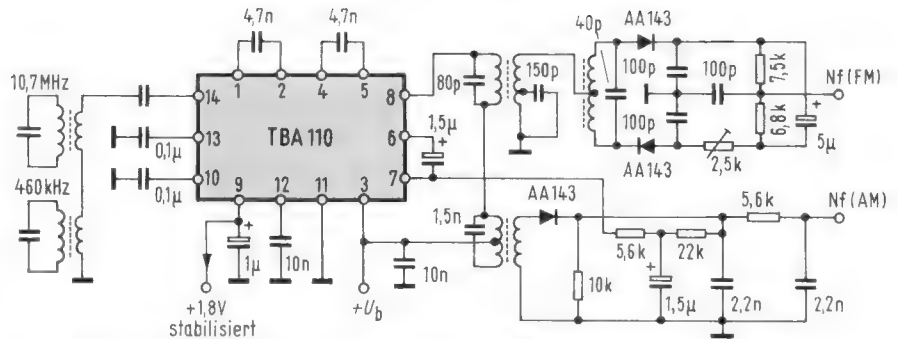 4,7n 4,7n
10,7MHz
14 1 2 4 5 8
13 TBA 110 6
10 9 12 11 3 7
0,1µ
0,1µ
460kHz
1µ
10n
+
+1,8V
stabilisiert
+Ub
10n
80p
150p
1,5µ
+
40p
AA143
100p
100p
100p
AA143
7,5k
6,8k
2,5k
+
5µ
Nf(FM)
1,5n
AA143
5,6k
22k
5,6k
Nf(AM)
10k
+
1,5µ
2,2n
2,2n